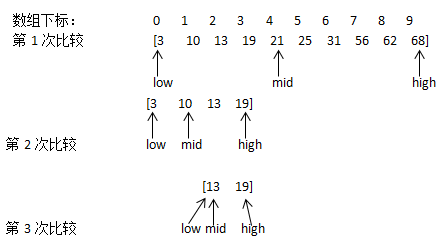 数组下标： 0 1 2 3 4 5 6 7 8 9
第 1 次比较 [3 10 13 19 21 25 31 56 62 68]
low mid high
[3 10 13 19]
第 2 次比较 low mid high
[13 19]
第 3 次比较 low mid high